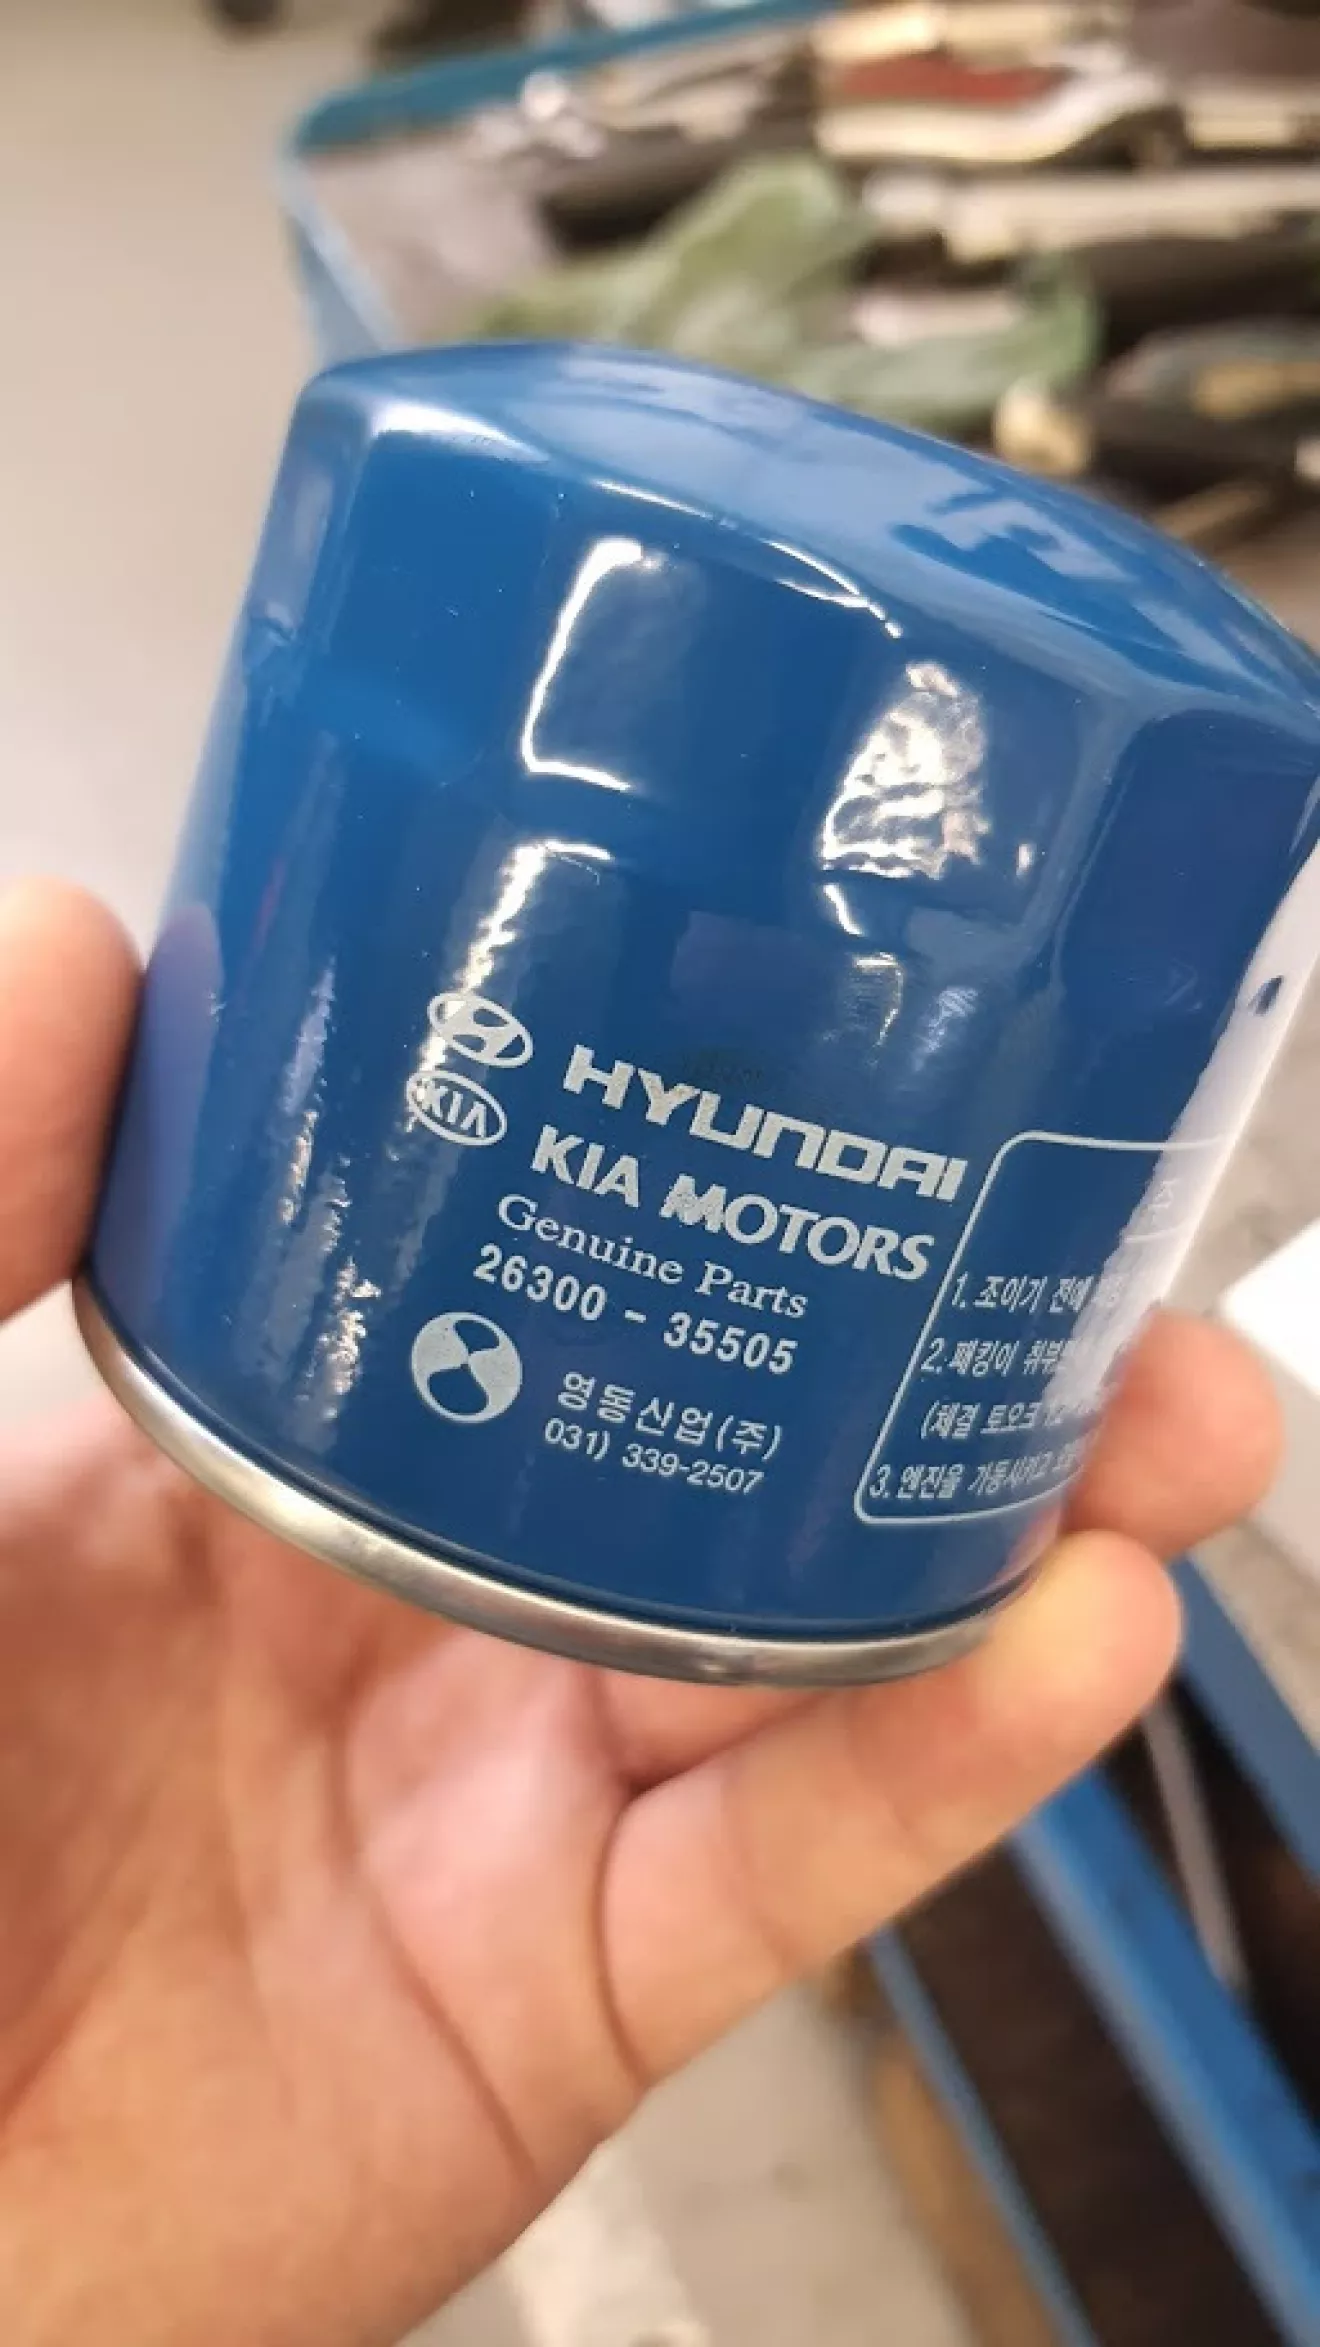 HYUNDAI
KIA
KIA MOTORS
Genuine Parts
26300 - 35505
영동산업(주)
031) 339-2507
주
1. 조이기 전에
2. 패킹이
(체결 토오크
3. 엔진을 가동시키고